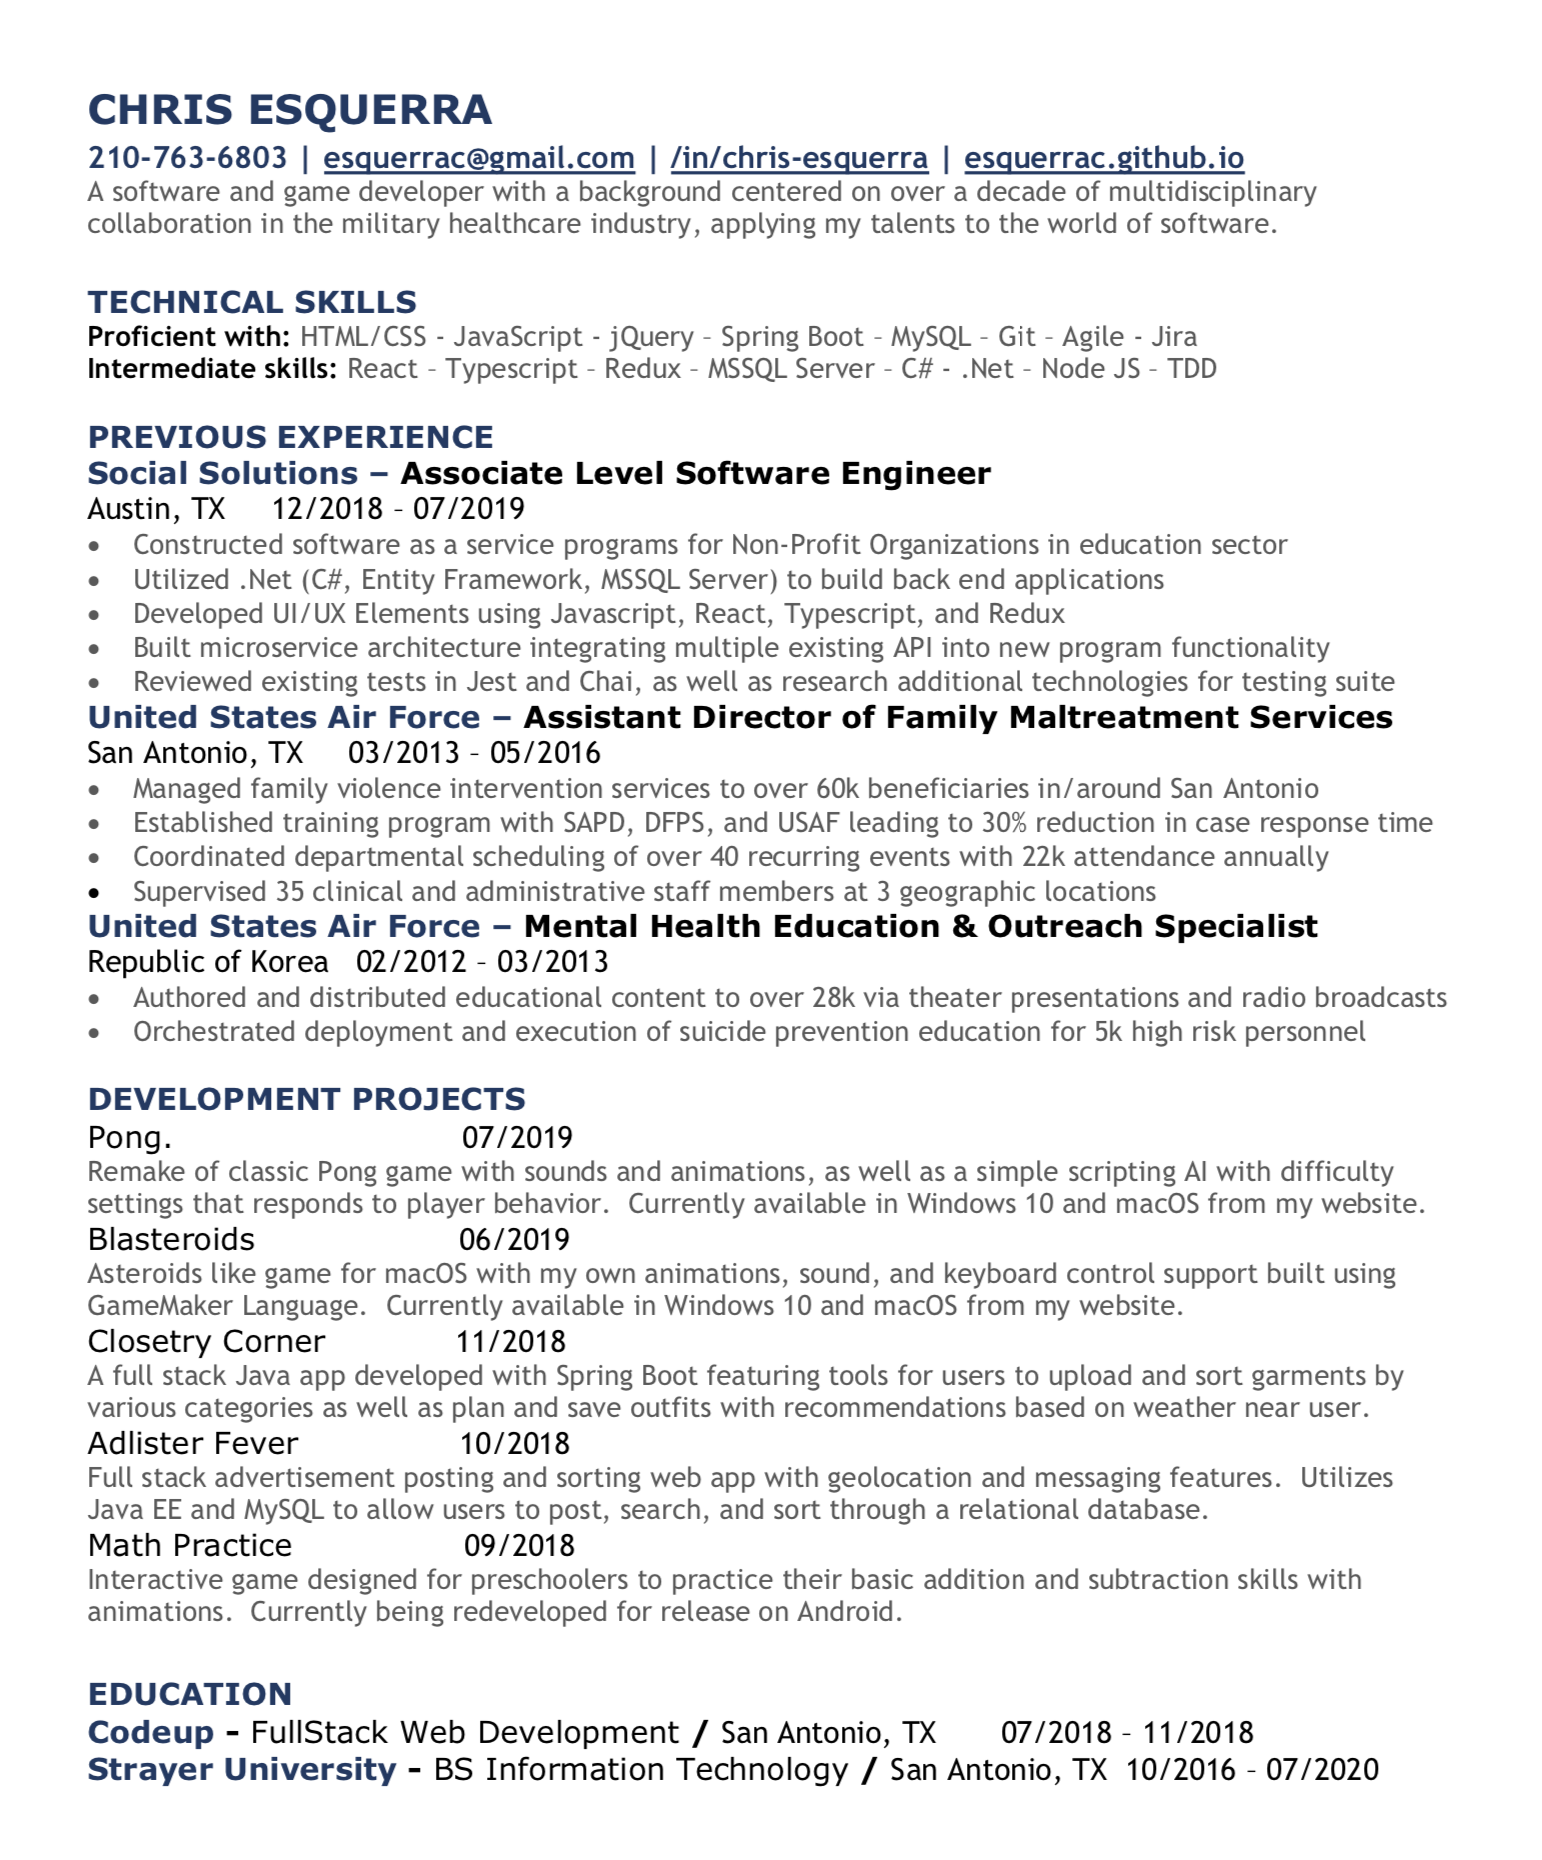 CHRIS ESQUERRA
210-763-6803 | esquerrac@gmail.com | /in/chris-esquerra | esquerrac.github.io
A software and game developer with a background centered on over a decade of multidisciplinary
collaboration in the military healthcare industry, applying my talents to the world of software.
TECHNICAL SKILLS
Proficient with: HTML/CSS - JavaScript - jQuery – Spring Boot – MySQL – Git – Agile - Jira
Intermediate skills: React – Typescript – Redux – MSSQL Server – C# - .Net – Node JS – TDD
PREVIOUS EXPERIENCE
Social Solutions – Associate Level Software Engineer
Austin, TX 12/2018 – 07/2019
• Constructed software as a service programs for Non-Profit Organizations in education sector
• Utilized .Net (C#, Entity Framework, MSSQL Server) to build back end applications
• Developed UI/UX Elements using Javascript, React, Typescript, and Redux
• Built microservice architecture integrating multiple existing API into new program functionality
• Reviewed existing tests in Jest and Chai, as well as research additional technologies for testing suite
United States Air Force – Assistant Director of Family Maltreatment Services
San Antonio, TX 03/2013 – 05/2016
• Managed family violence intervention services to over 60k beneficiaries in/around San Antonio
• Established training program with SAPD, DFPS, and USAF leading to 30% reduction in case response time
• Coordinated departmental scheduling of over 40 recurring events with 22k attendance annually
• Supervised 35 clinical and administrative staff members at 3 geographic locations
United States Air Force – Mental Health Education & Outreach Specialist
Republic of Korea 02/2012 – 03/2013
• Authored and distributed educational content to over 28k via theater presentations and radio broadcasts
• Orchestrated deployment and execution of suicide prevention education for 5k high risk personnel
DEVELOPMENT PROJECTS
Pong. 07/2019
Remake of classic Pong game with sounds and animations, as well as a simple scripting AI with difficulty
settings that responds to player behavior. Currently available in Windows 10 and macOS from my website.
Blasteroids 06/2019
Asteroids like game for macOS with my own animations, sound, and keyboard control support built using
GameMaker Language. Currently available in Windows 10 and macOS from my website.
Closetry Corner 11/2018
A full stack Java app developed with Spring Boot featuring tools for users to upload and sort garments by
various categories as well as plan and save outfits with recommendations based on weather near user.
Adlister Fever 10/2018
Full stack advertisement posting and sorting web app with geolocation and messaging features. Utilizes
Java EE and MySQL to allow users to post, search, and sort through a relational database.
Math Practice 09/2018
Interactive game designed for preschoolers to practice their basic addition and subtraction skills with
animations. Currently being redeveloped for release on Android.
EDUCATION
Codeup - FullStack Web Development / San Antonio, TX 07/2018 – 11/2018
Strayer University - BS Information Technology / San Antonio, TX 10/2016 – 07/2020